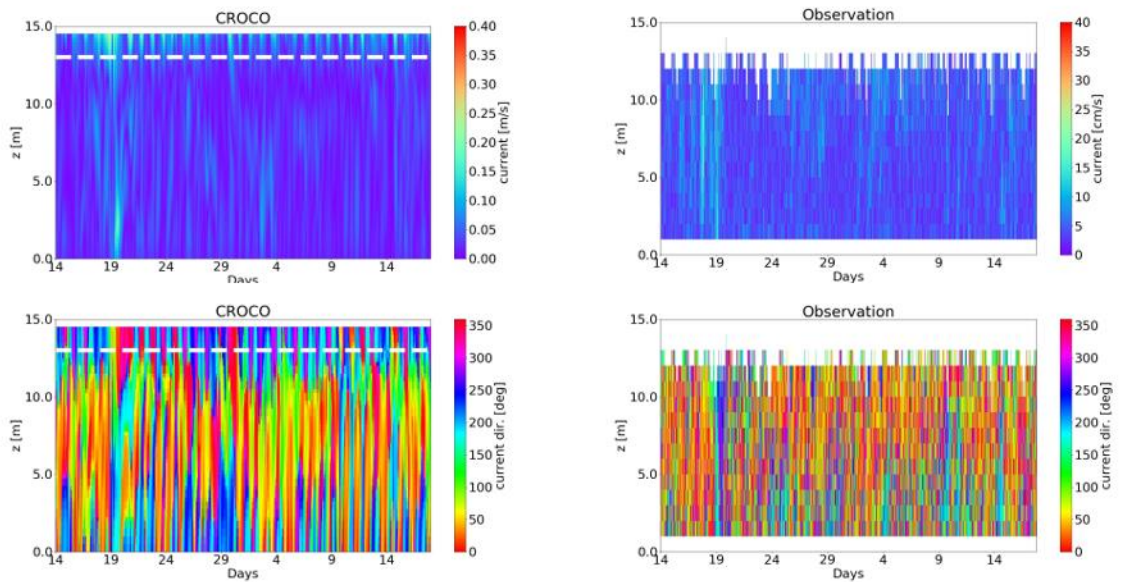 CROCO
15.0
10.0
5.0
0.0
z [m]
14 19 24 29 4 9 14
Days
0.40
0.35
0.30
0.25
0.20
0.15
0.10
0.05
0.00
current [m/s]
Observation
15.0
10.0
5.0
0.0
z [m]
14 19 24 29 4 9 14
Days
40
35
30
25
20
15
10
5
0
current [cm/s]
CROCO
15.0
10.0
5.0
0.0
z [m]
14 19 24 29 4 9 14
Days
350
300
250
200
150
100
50
0
current dir. [deg]
Observation
15.0
10.0
5.0
0.0
z [m]
14 19 24 29 4 9 14
Days
350
300
250
200
150
100
50
0
current dir. [deg]